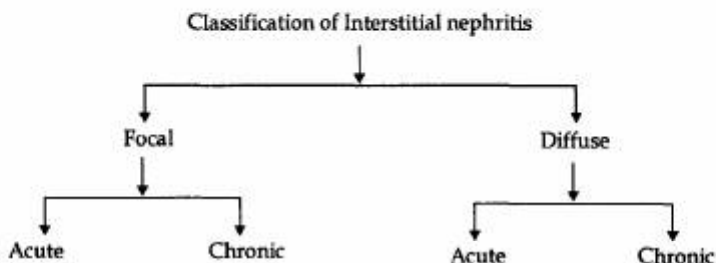 Classification of Interstitial nephritis
Focal
Diffuse
Acute
Chronic
Acute
Chronic